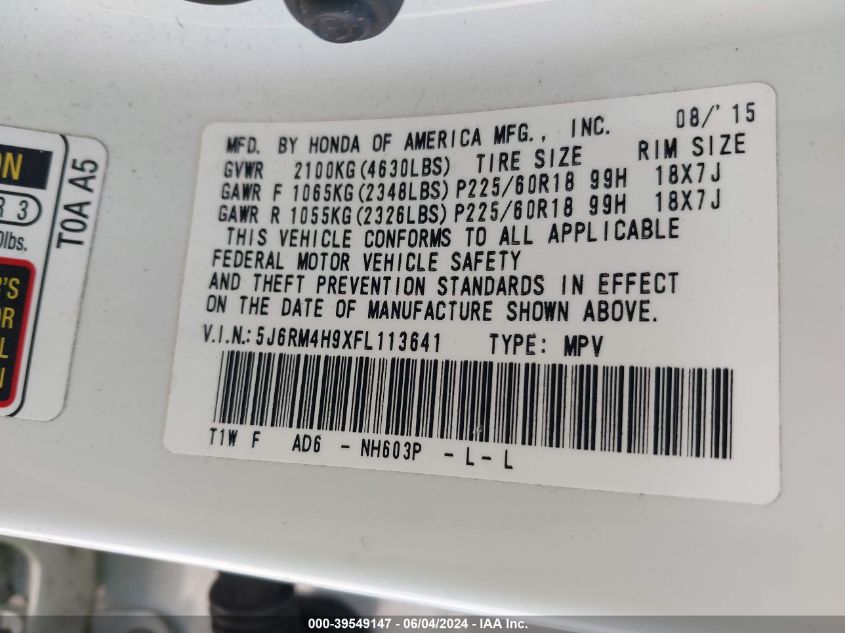 MFD. BY HONDA OF AMERICA MFG., INC. 08/'15
GVWR 2100KG(4630LBS) TIRE SIZE RIM SIZE
GAWR F 1065KG(2348LBS) P225/60R18 99H 18X7J
GAWR R 1055KG(2326LBS) P225/60R18 99H 18X7J
THIS VEHICLE CONFORMS TO ALL APPLICABLE
FEDERAL MOTOR VEHICLE SAFETY
AND THEFT PREVENTION STANDARDS IN EFFECT
ON THE DATE OF MANUFACTURE SHOWN ABOVE.
V.I.N.: 5J6RM4H9XFL113641 TYPE: MPV
T1W F AD6 - NH603P - L - L
ON
R 3
0lbs.
T0A A5
R'S
OR
L
N
000-39549147 - 06/04/2024 - IAA Inc.